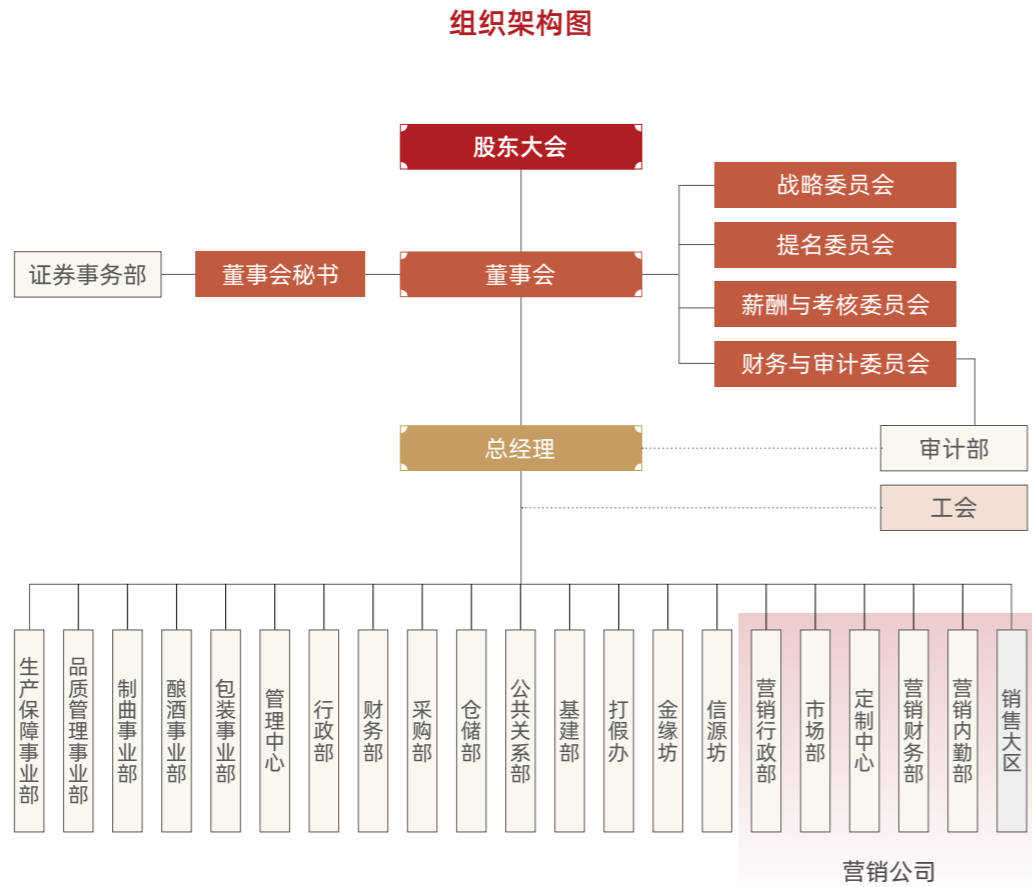 组织架构图
股东大会
战略委员会
提名委员会
证券事务部
董事会秘书
董事会
薪酬与考核委员会
财务与审计委员会
总经理
审计部
工会
生产保障事业部
品质管理事业部
制曲事业部
酿酒事业部
包装事业部
管理中心
行政部
财务部
采购部
仓储部
公共关系部
基建部
打假办
金缘坊
信源坊
营销行政部
市场部
定制中心
营销财务部
营销内勤部
销售大区
营销公司